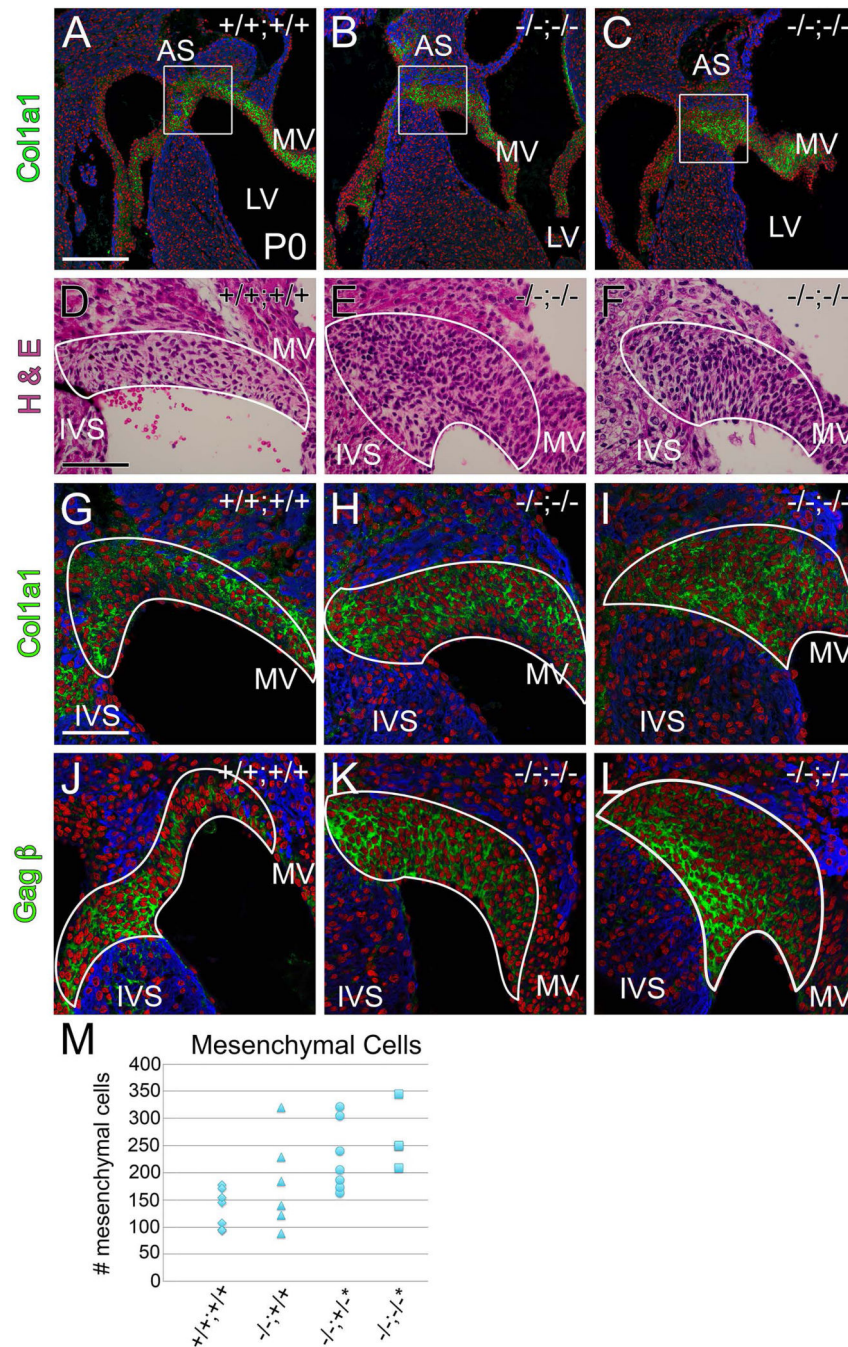 Col1a1
A
+/+;+/+
AS
MV
LV
P0
B
-/-;-/-
AS
MV
LV
C
-/-;-/-
AS
MV
LV
H & E
D
+/+;+/+
MV
IVS
E
-/-;-/-
IVS
MV
F
-/-;-/-
IVS
MV
Col1a1
G
+/+;+/+
MV
IVS
H
-/-;-/-
MV
IVS
I
-/-;-/-
MV
IVS
Gag β
J
+/+;+/+
MV
IVS
K
-/-;-/-
IVS
MV
L
-/-;-/-
IVS
MV
M
Mesenchymal Cells
# mesenchymal cells
400
350
300
250
200
150
100
50
0
+/+;+/+
-/-;+/+
-/-;+/-*
-/-;-/-*